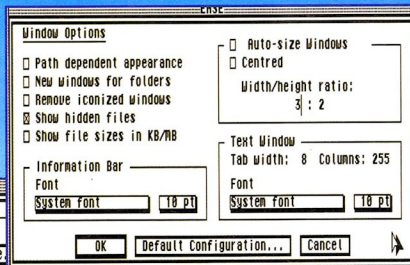 EASE
Window Options
Path dependent appearance
New windows for folders
Remove iconized windows
Show hidden files
Show file sizes in KB/MB
Information Bar
Font
System font 10 pt
Auto-size Windows
Centred
Width/height ratio:
3 : 2
Text Window
Tab width: 8 Columns: 255
Font
System font 10 pt
OK Default Configuration... Cancel